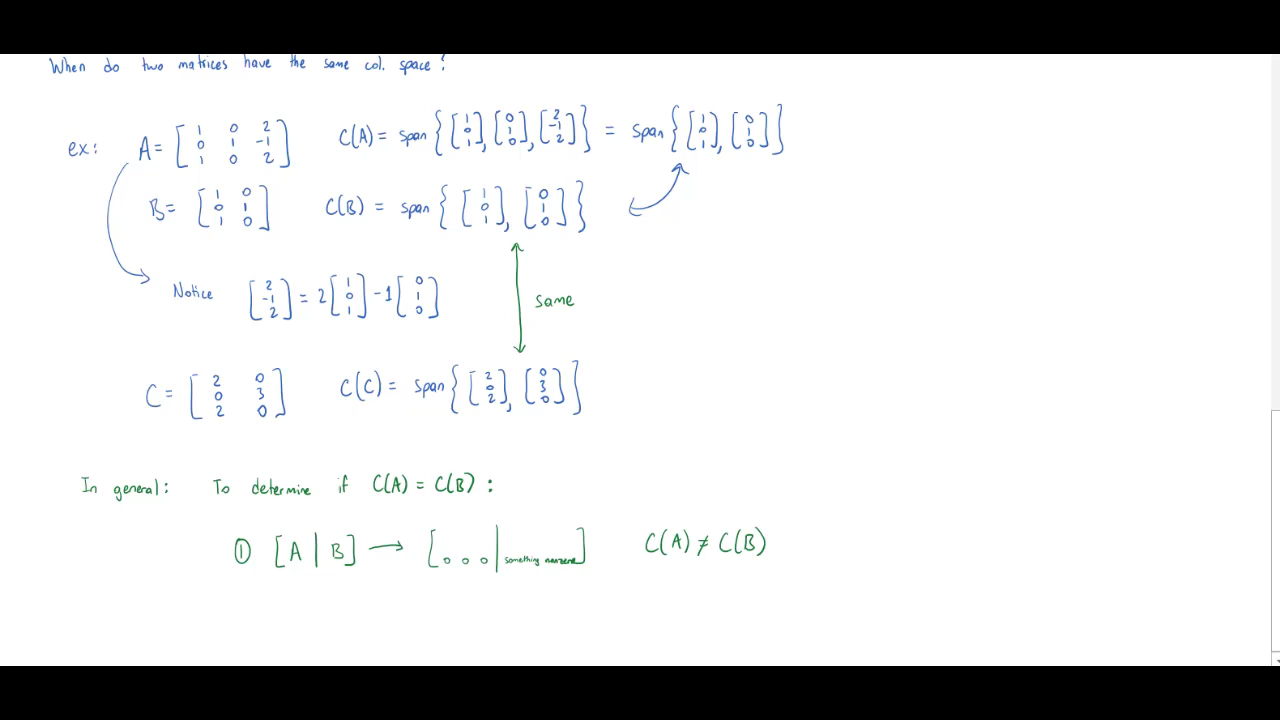 When do two matrices have the same col. space?
ex: A = [1 0 2; 0 1 -1; 1 0 2] C(A) = span {[1 0 1], [0 1 0], [2 -1 2]} = span {[1 0 1], [0 1 0]}
B = [1 0; 0 1; 1 0] C(B) = span {[1 0 1], [0 1 0]}
Notice [2 -1 2] = 2 [1 0 1] - 1 [0 1 0] same
C = [2 0; 0 3; 2 0] C(C) = span {[2 0 2], [0 3 0]}
In general: To determine if C(A) = C(B) :
① [A | B] → [0 0 0 | something nonzero] C(A) ≠ C(B)